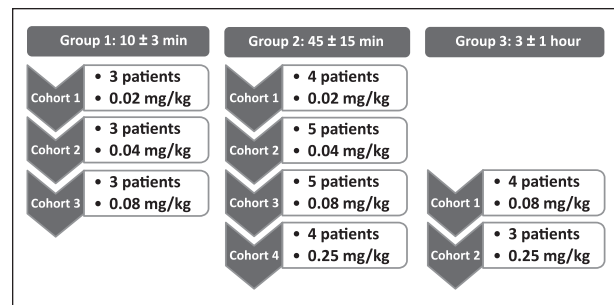 Group 1: 10 ± 3 min
Cohort 1
• 3 patients
• 0.02 mg/kg
Cohort 2
• 3 patients
• 0.04 mg/kg
Cohort 3
• 3 patients
• 0.08 mg/kg
Group 2: 45 ± 15 min
Cohort 1
• 4 patients
• 0.02 mg/kg
Cohort 2
• 5 patients
• 0.04 mg/kg
Cohort 3
• 5 patients
• 0.08 mg/kg
Cohort 4
• 4 patients
• 0.25 mg/kg
Group 3: 3 ± 1 hour
Cohort 1
• 4 patients
• 0.08 mg/kg
Cohort 2
• 3 patients
• 0.25 mg/kg